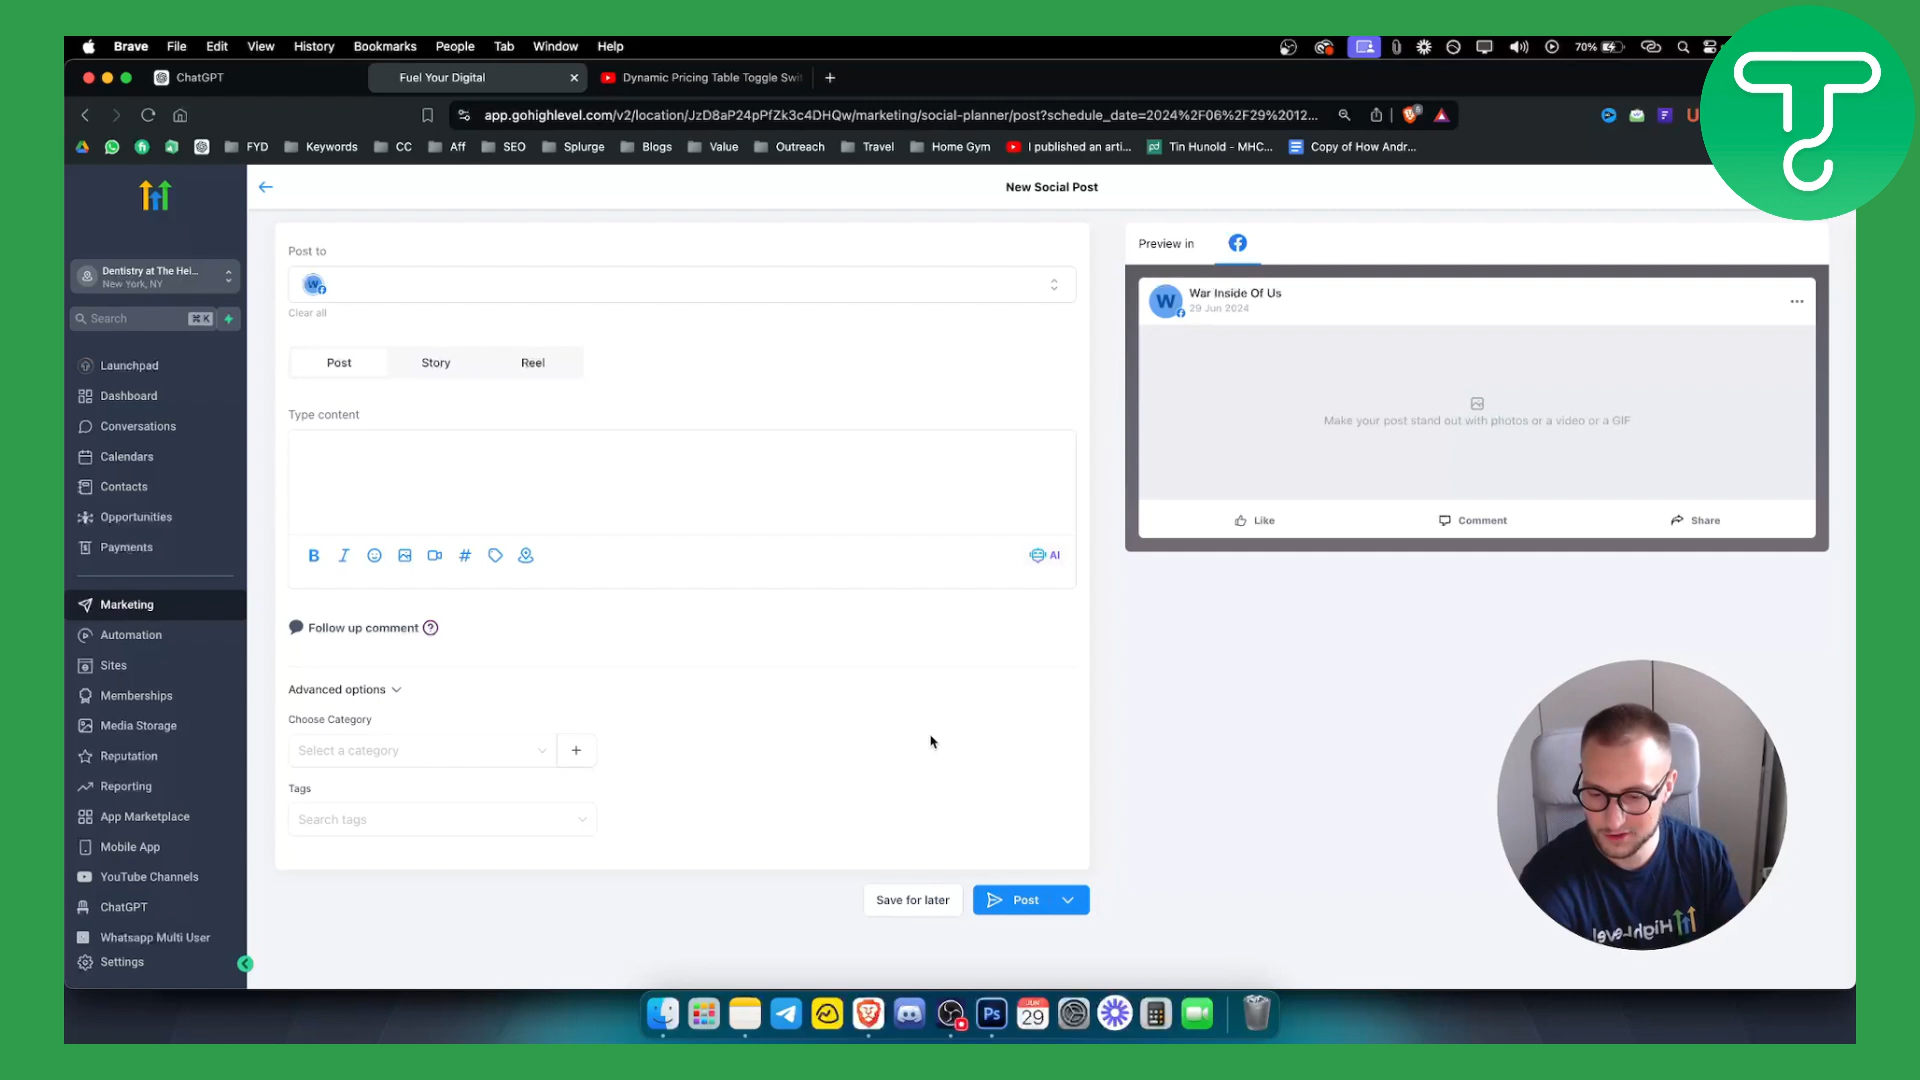 Brave File Edit View History Bookmarks People Tab Window Help 70%
ChatGPT Fuel Your Digital Dynamic Pricing Table Toggle Swit
app.gohighlevel.com/v2/location/JzD8aP24pPfZk3c4DHQw/marketing/social-planner/post?schedule_date=2024%2F06%2F29%2012...
FYD Keywords CC Aff SEO Splurge Blogs Value Outreach Travel Home Gym I published an arti... Tin Hunold - MHC... Copy of How Andr...
New Social Post
Dentistry at The Hei...
New York, NY
Search ⌘ K
Launchpad
Dashboard
Conversations
Calendars
Contacts
Opportunities
Payments
Marketing
Automation
Sites
Memberships
Media Storage
Reputation
Reporting
App Marketplace
Mobile App
YouTube Channels
ChatGPT
Whatsapp Multi User
Settings
Post to
W
Clear all
Post Story Reel
Type content
B I # AI
Follow up comment ?
Advanced options
Choose Category
Select a category +
Tags
Search tags
Save for later Post
Preview in
W War Inside Of Us
29 Jun 2024
Make your post stand out with photos or a video or a GIF
Like Comment Share
HighLevel
Ps JUN 29